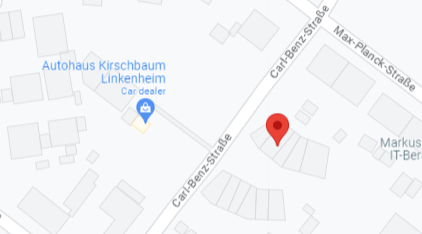 Carl-Benz-Straße
Max-Planck-Straße
Autohaus Kirschbaum
Linkenheim
Car dealer
Markus
IT-Ber
Carl-Benz-Straße